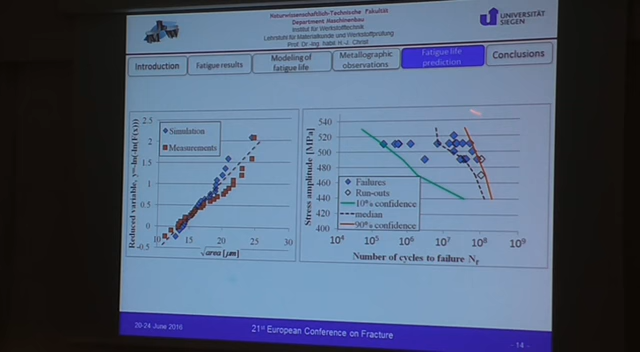 Naturwissenschaftlich-Technische Fakultät
Department Maschinenbau
Institut für Werkstofftechnik
Lehrstuhl für Materialkunde und Werkstoffprüfung
Prof. Dr.-Ing. habil. H.-J. Christ
UNIVERSITÄT
SIEGEN
Introduction
Fatigue results
Modeling of
fatigue life
Metallographic
observations
Fatigue life
prediction
Conclusions
Reduced variable, y=-ln(-ln(F(x)))
2.5
2
1.5
1
0.5
0
-0.5
Simulation
Measurements
10 15 20 25 30
√area [µm]
Stress amplitude [MPa]
540
520
500
480
460
440
420
400
Failures
Run-outs
10% confidence
median
90% confidence
10⁴ 10⁵ 10⁶ 10⁷ 10⁸ 10⁹
Number of cycles to failure Nf
20-24 June 2016
21st European Conference on Fracture
- 14 -